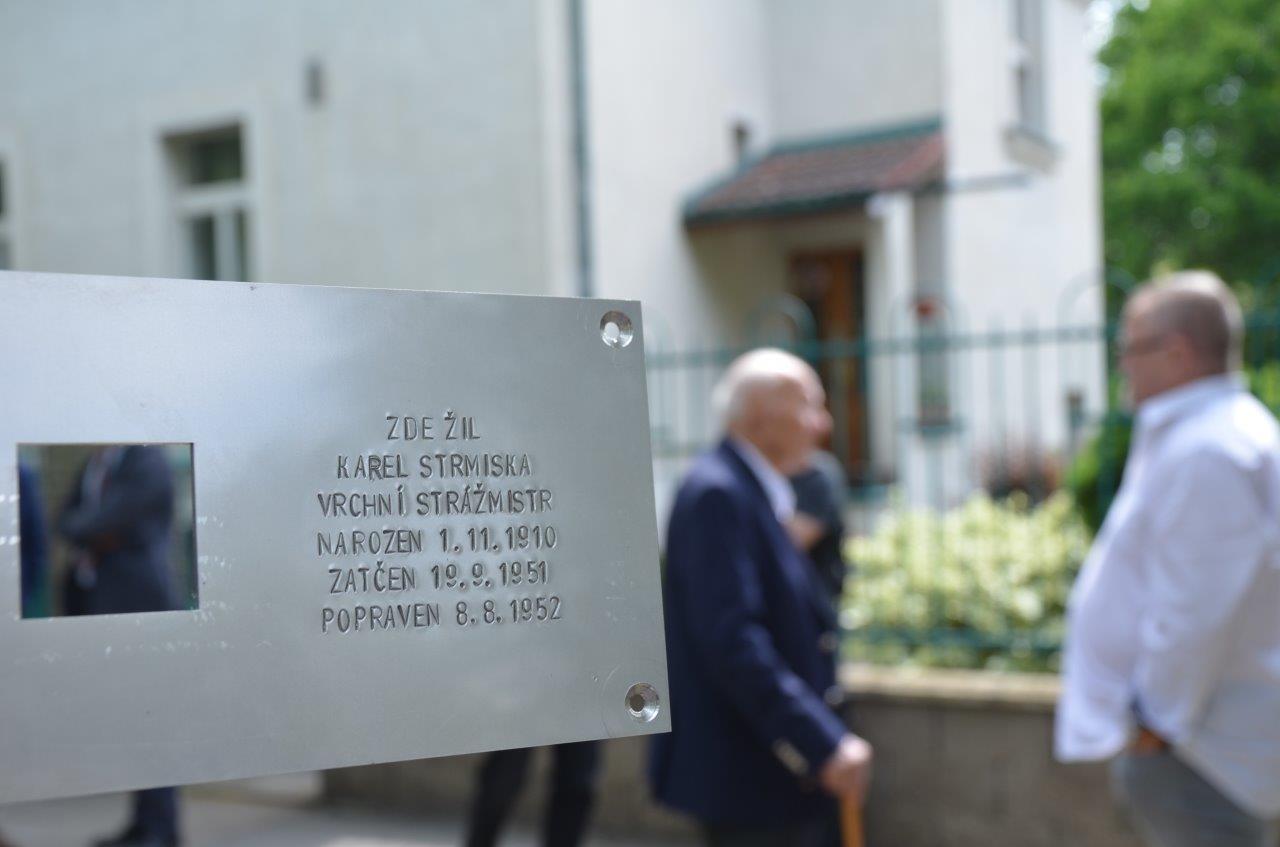 ZDE ŽIL
KAREL STRMISKA
VRCHNÍ STRÁŽMISTR
NAROZEN 1. 11. 1910
ZATČEN 19. 9. 1951
POPRAVEN 8. 8. 1952